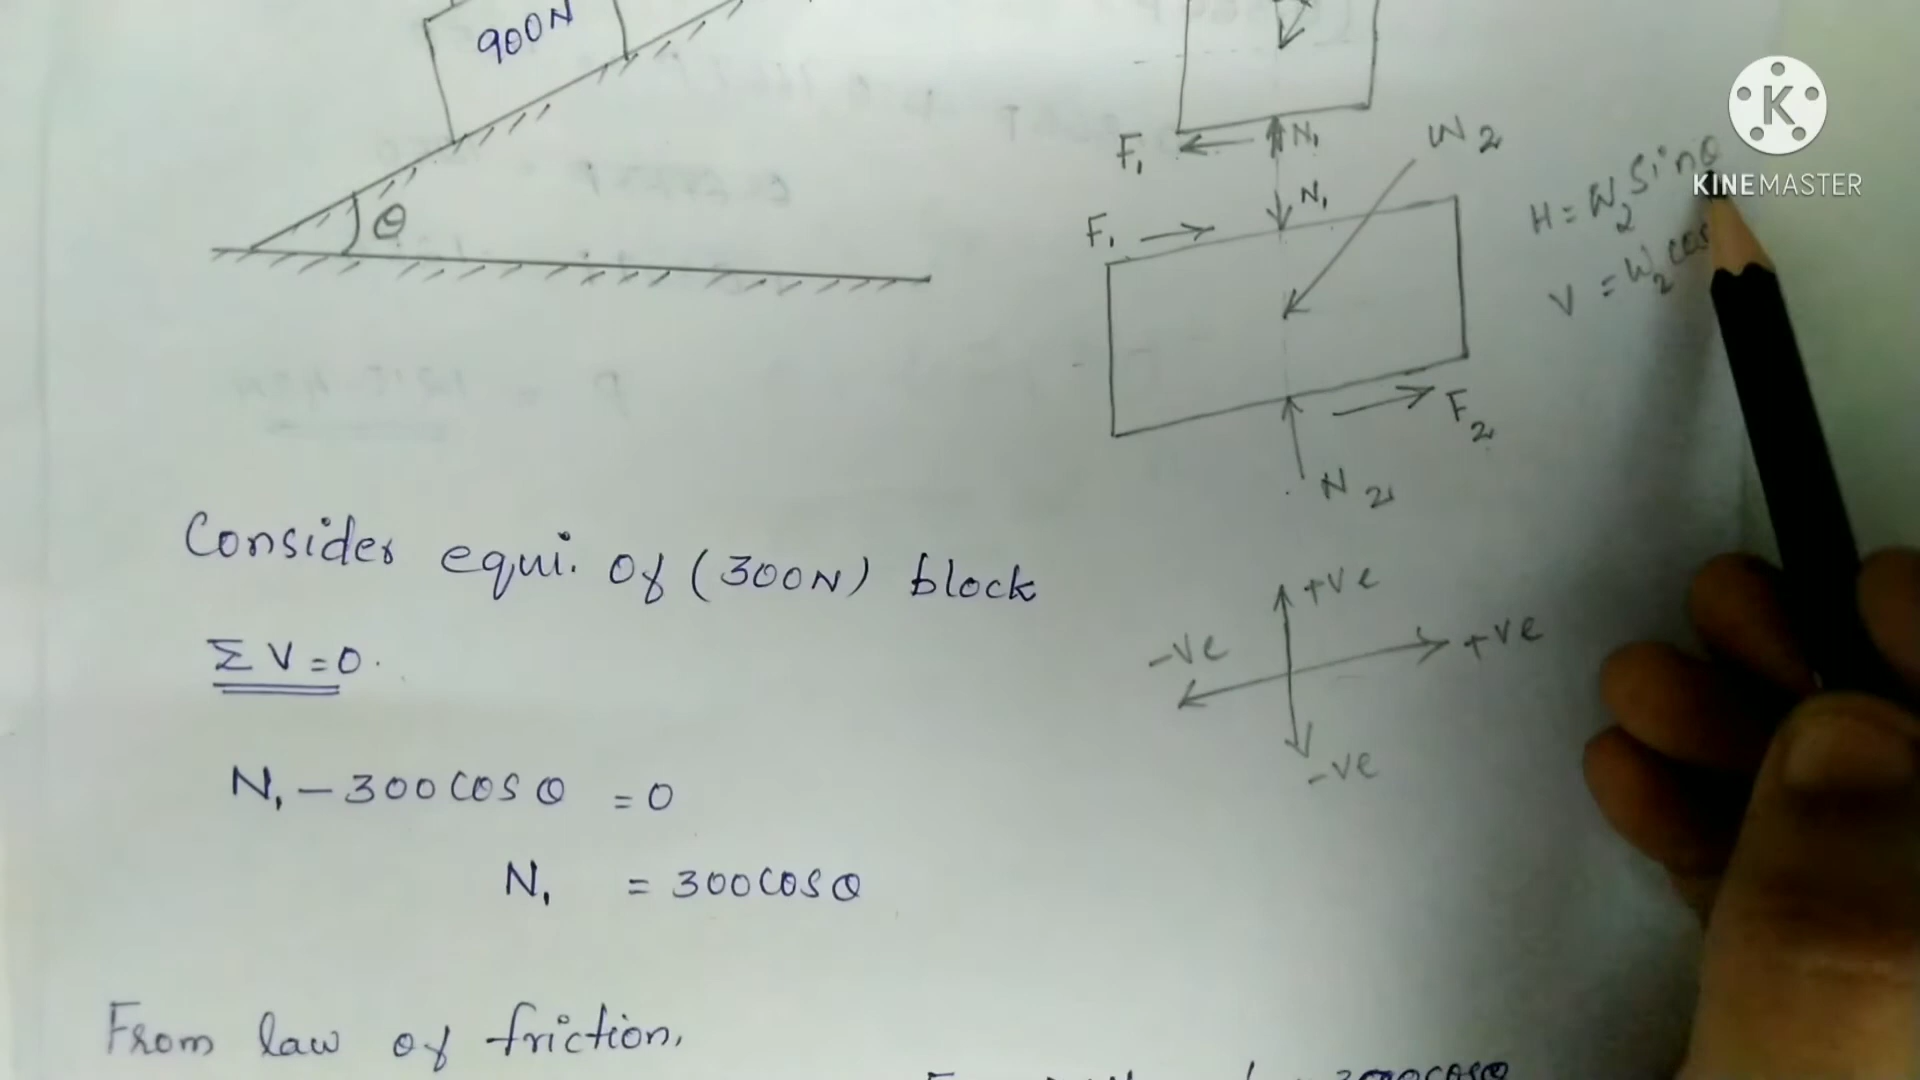 900N
θ
F₁
N₁
W₂
F₁
N₁
H = W₂ sinθ
V = W₂ cos
F₂
N₂
K
KINEMASTER
Consider equi. of (300N) block
+ve
-ve
+ve
-ve
ΣV=0.
N₁ - 300 cos θ = 0
N₁ = 300 cos θ
From law of friction,
300cosθ